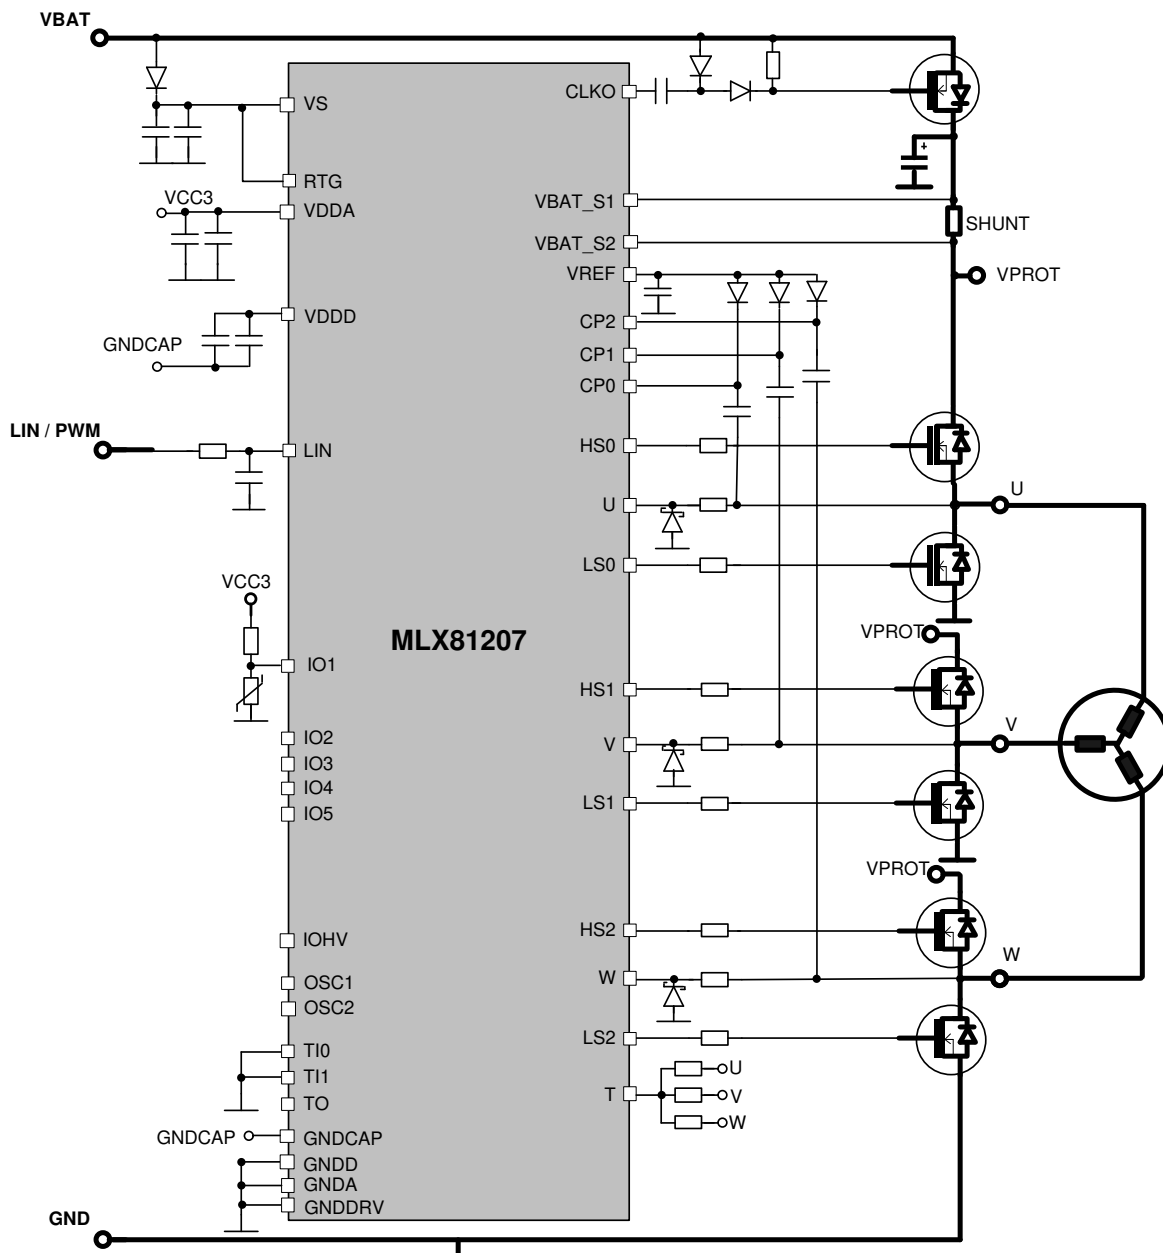 VBAT
VS
CLKO
RTG
VCC3
VDDA
VBAT_S1
SHUNT
VBAT_S2
VREF
VPROT
VDDD
CP2
GNDCAP
CP1
CP0
LIN / PWM
LIN
HS0
U
U
LS0
VCC3
MLX81207
VPROT
IO1
HS1
V
IO2
V
IO3
IO4
LS1
IO5
VPROT
IOHV
HS2
W
OSC1
W
OSC2
LS2
TI0
U
TI1
T
V
TO
W
GNDCAP
GNDCAP
GNDD
GNDA
GNDDRV
GND
+